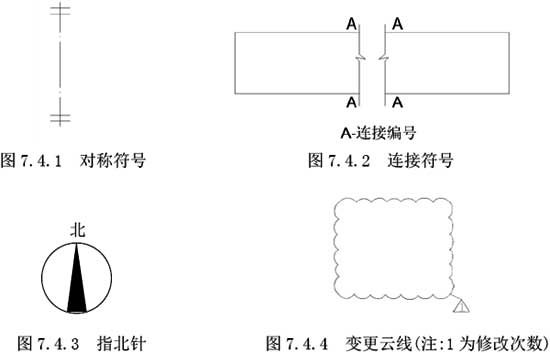 A A
A A
A-连接编号
图 7.4.1 对称符号
图 7.4.2 连接符号
北
1
图 7.4.3 指北针
图 7.4.4 变更云线(注:1 为修改次数)